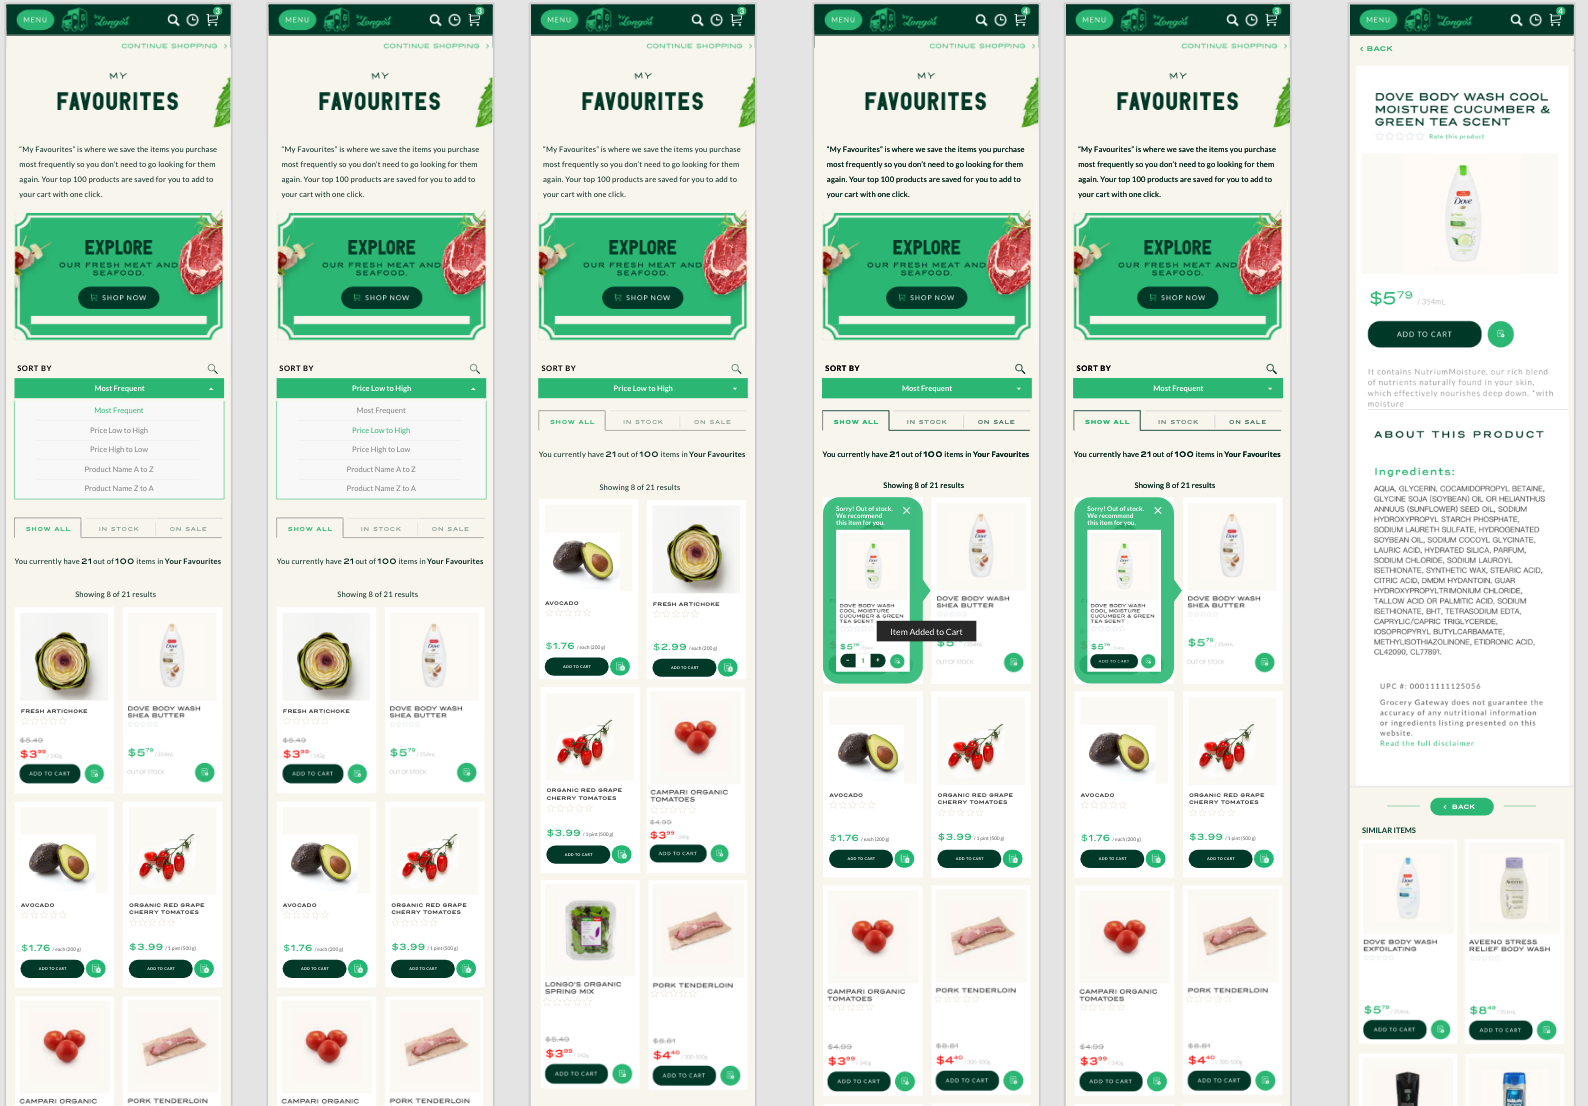 MENU
by Longo's
3
CONTINUE SHOPPING
MY
FAVOURITES
"My Favourites" is where we save the items you purchase
most frequently so you don't need to go looking for them
again. Your top 100 products are saved for you to add to
your cart with one click.
EXPLORE
OUR FRESH MEAT AND
SEAFOOD.
SHOP NOW
SORT BY
Most Frequent
Most Frequent
Price Low to High
Price High to Low
Product Name A to Z
Product Name Z to A
SHOW ALL IN STOCK ON SALE
You currently have 21 out of 100 items in Your Favourites
Showing 8 of 21 results
FRESH ARTICHOKE
$5.49
$3.99 / 340g
ADD TO CART
DOVE BODY WASH
SHEA BUTTER
$5.79 / 354mL
OUT OF STOCK
AVOCADO
$1.76 / each (200 g)
ADD TO CART
ORGANIC RED GRAPE
CHERRY TOMATOES
$3.99 / 1 pint (500 g)
ADD TO CART
CAMPARI ORGANIC
PORK TENDERLOIN
MENU
by Longo's
3
CONTINUE SHOPPING
MY
FAVOURITES
"My Favourites" is where we save the items you purchase
most frequently so you don't need to go looking for them
again. Your top 100 products are saved for you to add to
your cart with one click.
EXPLORE
OUR FRESH MEAT AND
SEAFOOD.
SHOP NOW
SORT BY
Price Low to High
Most Frequent
Price Low to High
Price High to Low
Product Name A to Z
Product Name Z to A
SHOW ALL IN STOCK ON SALE
You currently have 21 out of 100 items in Your Favourites
Showing 8 of 21 results
FRESH ARTICHOKE
$5.49
$3.99 / 340g
ADD TO CART
DOVE BODY WASH
SHEA BUTTER
$5.79 / 354mL
OUT OF STOCK
AVOCADO
$1.76 / each (200 g)
ADD TO CART
ORGANIC RED GRAPE
CHERRY TOMATOES
$3.99 / 1 pint (500 g)
ADD TO CART
CAMPARI ORGANIC
PORK TENDERLOIN
MENU
by Longo's
3
CONTINUE SHOPPING
MY
FAVOURITES
"My Favourites" is where we save the items you purchase
most frequently so you don't need to go looking for them
again. Your top 100 products are saved for you to add to
your cart with one click.
EXPLORE
OUR FRESH MEAT AND
SEAFOOD.
SHOP NOW
SORT BY
Price Low to High
SHOW ALL IN STOCK ON SALE
You currently have 21 out of 100 items in Your Favourites
Showing 8 of 21 results
AVOCADO
$1.76 / each (200 g)
ADD TO CART
FRESH ARTICHOKE
$2.99 / each (200 g)
ADD TO CART
ORGANIC RED GRAPE
CHERRY TOMATOES
$3.99 / 1 pint (500 g)
ADD TO CART
CAMPARI ORGANIC
TOMATOES
$4.99
$3.99 / 340g
ADD TO CART
LONGO'S ORGANIC
SPRING MIX
$5.49
$3.99 / 142g
ADD TO CART
PORK TENDERLOIN
$8.81
$4.40 / 300-500g
ADD TO CART
MENU
by Longo's
4
CONTINUE SHOPPING
MY
FAVOURITES
"My Favourites" is where we save the items you purchase
most frequently so you don't need to go looking for them
again. Your top 100 products are saved for you to add to
your cart with one click.
EXPLORE
OUR FRESH MEAT AND
SEAFOOD.
SHOP NOW
SORT BY
Most Frequent
SHOW ALL IN STOCK ON SALE
You currently have 21 out of 100 items in Your Favourites
Showing 8 of 21 results
Sorry! Out of stock.
We recommend
this item for you.
DOVE BODY WASH
COOL MOISTURE
CUCUMBER & GREEN
TEA SCENT
$5.79
- 1 +
Item Added to Cart
DOVE BODY WASH
SHEA BUTTER
$5
OUT OF STOCK
AVOCADO
$1.76 / each (200 g)
ADD TO CART
ORGANIC RED GRAPE
CHERRY TOMATOES
$3.99 / 1 pint (500 g)
ADD TO CART
CAMPARI ORGANIC
TOMATOES
$4.99
$3.99 / 340g
ADD TO CART
PORK TENDERLOIN
$8.81
$4.40 / 300-500g
ADD TO CART
MENU
by Longo's
3
CONTINUE SHOPPING
MY
FAVOURITES
"My Favourites" is where we save the items you purchase
most frequently so you don't need to go looking for them
again. Your top 100 products are saved for you to add to
your cart with one click.
EXPLORE
OUR FRESH MEAT AND
SEAFOOD.
SHOP NOW
SORT BY
Most Frequent
SHOW ALL IN STOCK ON SALE
You currently have 21 out of 100 items in Your Favourites
Showing 8 of 21 results
Sorry! Out of stock.
We recommend
this item for you.
DOVE BODY WASH
COOL MOISTURE
CUCUMBER & GREEN
TEA SCENT
$5.79
ADD TO CART
DOVE BODY WASH
SHEA BUTTER
$5.79 / 354mL
OUT OF STOCK
AVOCADO
$1.76 / each (200 g)
ADD TO CART
ORGANIC RED GRAPE
CHERRY TOMATOES
$3.99 / 1 pint (500 g)
ADD TO CART
CAMPARI ORGANIC
TOMATOES
$4.99
$3.99 / 340g
ADD TO CART
PORK TENDERLOIN
$8.81
$4.40 / 300-500g
ADD TO CART
MENU
by Longo's
4
BACK
DOVE BODY WASH COOL
MOISTURE CUCUMBER &
GREEN TEA SCENT
Rate this product
Dove
$5.79 / 354mL
ADD TO CART
It contains NutriumMoisture, our rich blend
of nutrients naturally found in your skin,
which effectively nourishes deep down. *with
moisture
ABOUT THIS PRODUCT
Ingredients:
AQUA, GLYCERIN, COCAMIDOPROPYL BETAINE,
GLYCINE SOJA (SOYBEAN) OIL OR HELIANTHUS
ANNUUS (SUNFLOWER) SEED OIL, SODIUM
HYDROXYPROPYL STARCH PHOSPHATE,
SODIUM LAURETH SULFATE, HYDROGENATED
SOYBEAN OIL, SODIUM COCOYL GLYCINATE,
LAURIC ACID, HYDRATED SILICA, PARFUM,
SODIUM CHLORIDE, SODIUM LAUROYL
ISETHIONATE, SYNTHETIC WAX, STEARIC ACID,
CITRIC ACID, DMDM HYDANTOIN, GUAR
HYDROXYPROPYLTRIMONIUM CHLORIDE,
TALLOW ACID OR PALMITIC ACID, SODIUM
ISETHIONATE, BHT, TETRASODIUM EDTA,
CAPRYLIC/CAPRIC TRIGLYCERIDE,
IOSOPROPYRYL BUTYLCARBAMATE,
METHYLISOTHIAZOLINONE, ETIDRONIC ACID,
CL42090, CL77891.
UPC #: 00011111125056
Grocery Gateway does not guarantee the
accuracy of any nutritional information
or ingredients listing presented on this
website.
Read the full disclaimer
BACK
SIMILAR ITEMS
DOVE BODY WASH
EXFOLIATING
$5.79 / 354mL
ADD TO CART
AVEENO STRESS
RELIEF BODY WASH
$8.49 / 354mL
ADD TO CART